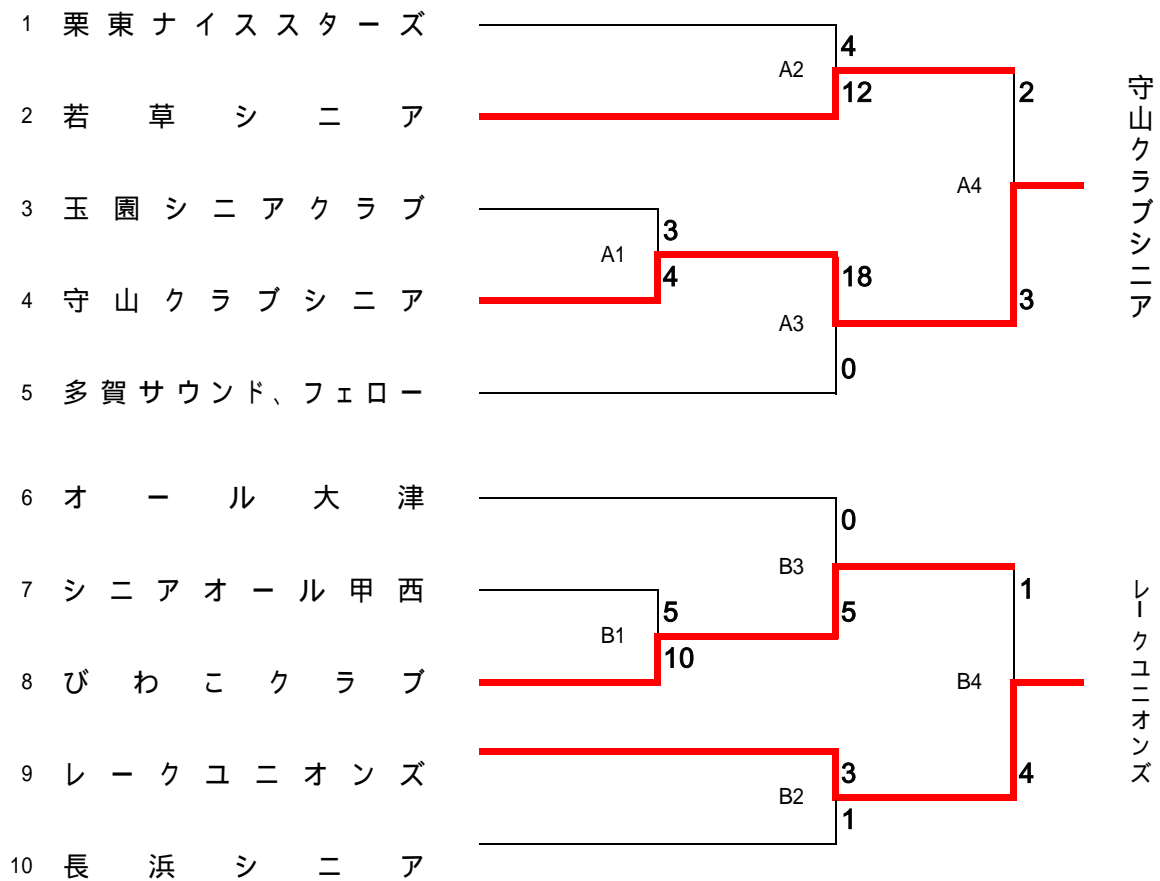 1 栗東ナイススターズ
4
A2
12
2 若草シニア
2
守山クラブシニア
A4
3 玉園シニアクラブ
3
A1
4
18
4 守山クラブシニア
3
A3
0
5 多賀サウンド、フェロー
6 オール大津
0
B3
7 シニアオール甲西
5
5
1
レークユニオンズ
B1
10
8 びわこクラブ
B4
9 レークユニオンズ
3
4
B2
1
10 長浜シニア